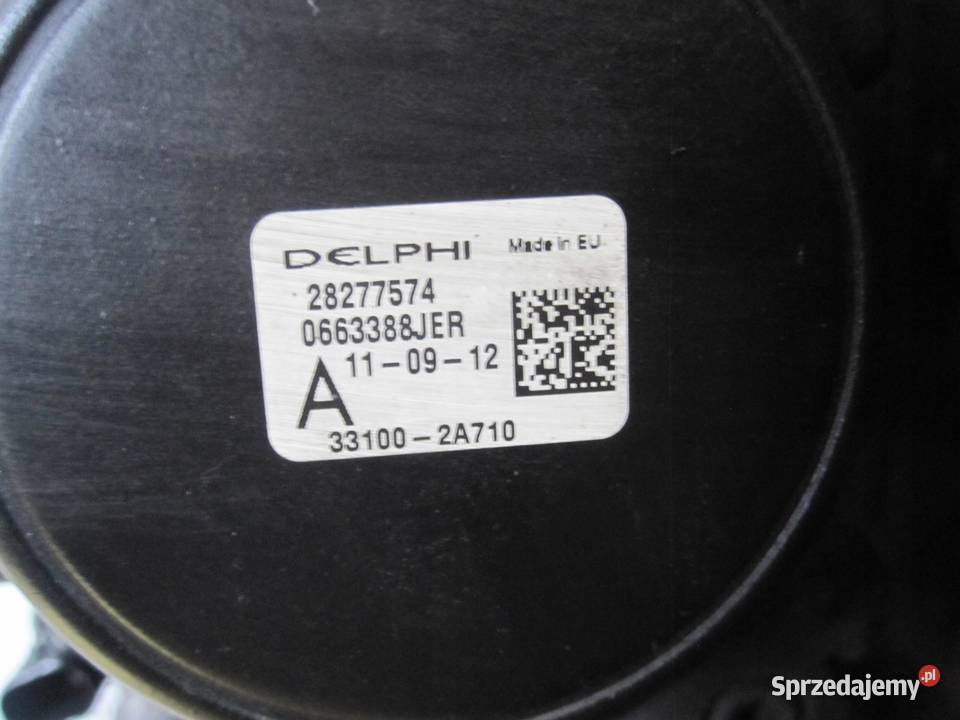 DELPHI Made in EU
28277574
0663388JER
A 11-09-12
33100-2A710
Sprzedajemy.pl